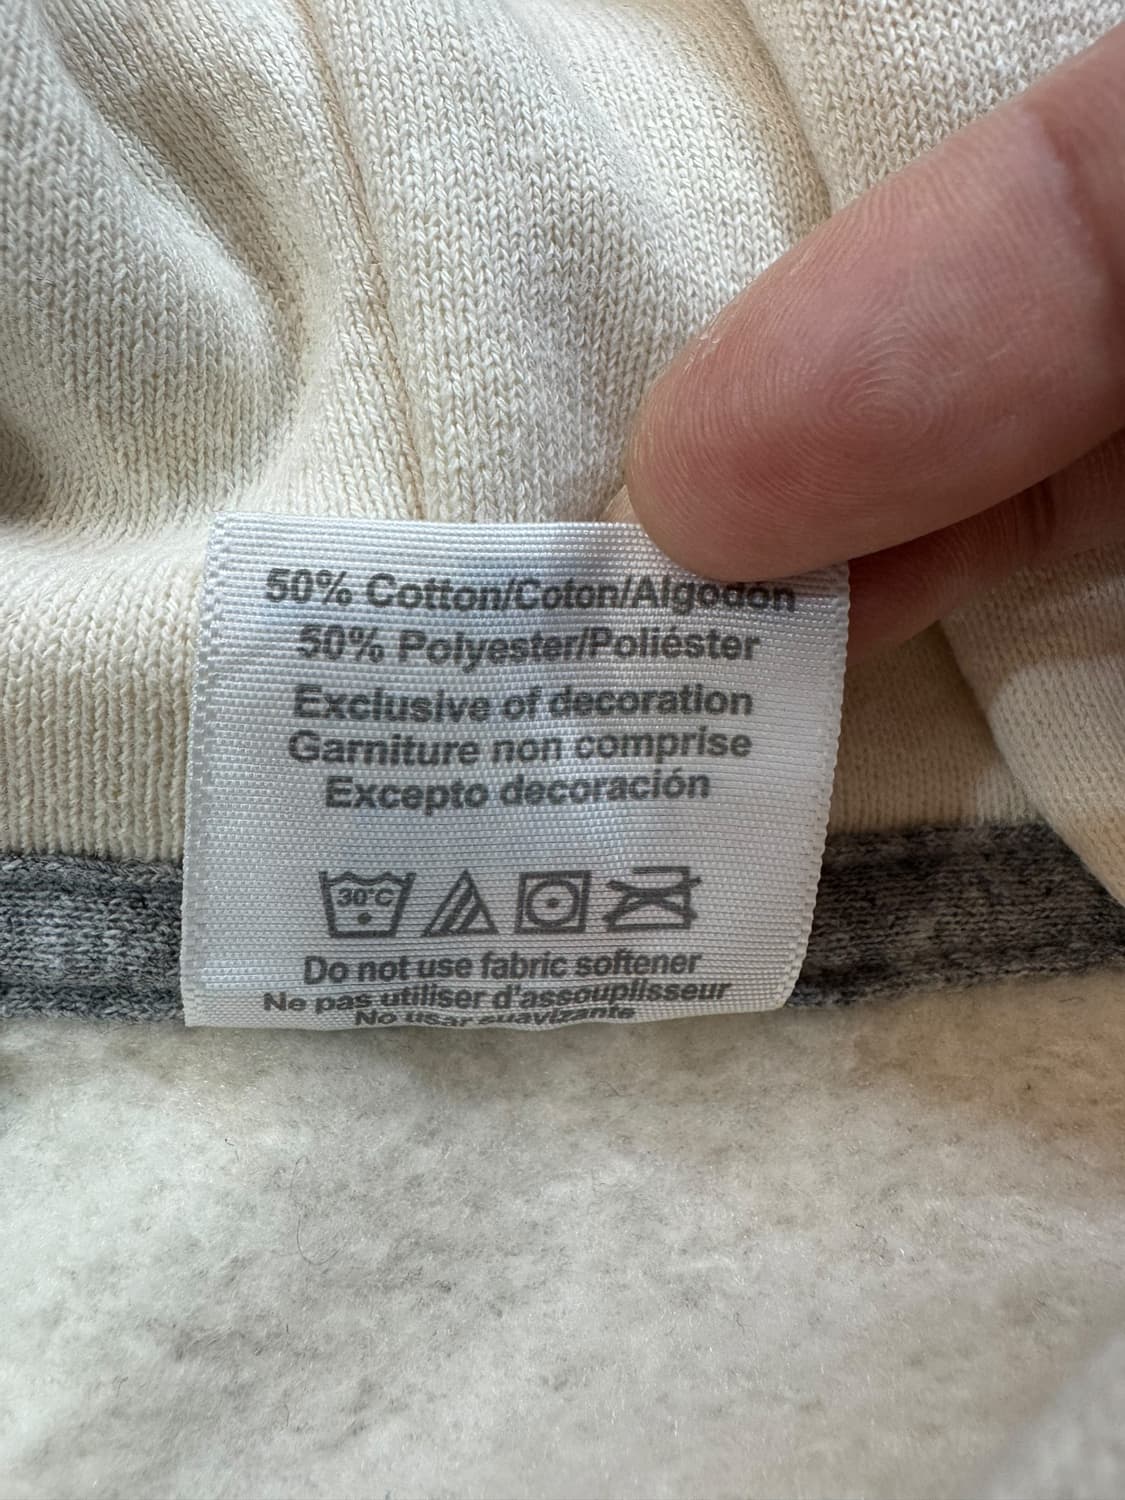 50% Cotton/Coton/Algodón
50% Polyester/Poliéster
Exclusive of decoration
Garniture non comprise
Excepto decoración
30°C
Do not use fabric softener
Ne pas utiliser d'assouplisseur
No usar suavizante